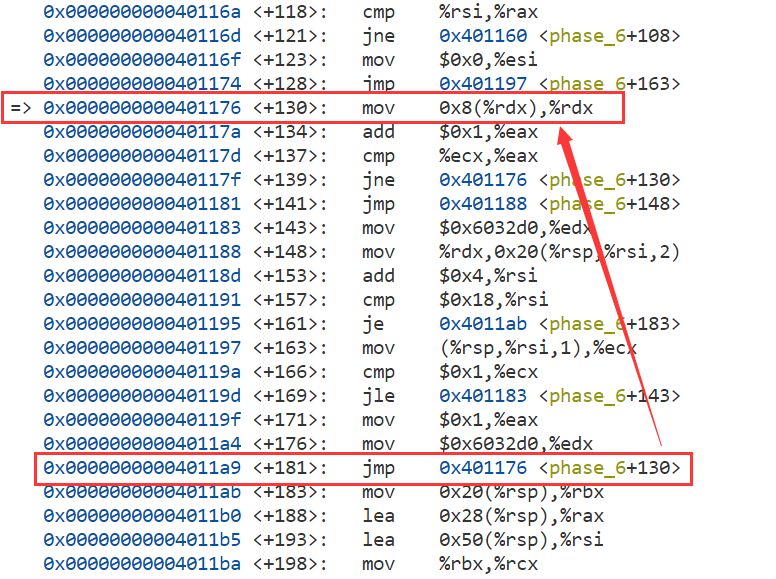 0x000000000040116a <+118>: cmp %rsi,%rax
0x000000000040116d <+121>: jne 0x401160 <phase_6+108>
0x000000000040116f <+123>: mov $0x0,%esi
0x0000000000401174 <+128>: jmp 0x401197 <phase_6+163>
=> 0x0000000000401176 <+130>: mov 0x8(%rdx),%rdx
0x000000000040117a <+134>: add $0x1,%eax
0x000000000040117d <+137>: cmp %ecx,%eax
0x000000000040117f <+139>: jne 0x401176 <phase_6+130>
0x0000000000401181 <+141>: jmp 0x401188 <phase_6+148>
0x0000000000401183 <+143>: mov $0x6032d0,%edx
0x0000000000401188 <+148>: mov %rdx,0x20(%rsp,%rsi,2)
0x000000000040118d <+153>: add $0x4,%rsi
0x0000000000401191 <+157>: cmp $0x18,%rsi
0x0000000000401195 <+161>: je 0x4011ab <phase_6+183>
0x0000000000401197 <+163>: mov (%rsp,%rsi,1),%ecx
0x000000000040119a <+166>: cmp $0x1,%ecx
0x000000000040119d <+169>: jle 0x401183 <phase_6+143>
0x000000000040119f <+171>: mov $0x1,%eax
0x00000000004011a4 <+176>: mov $0x6032d0,%edx
0x00000000004011a9 <+181>: jmp 0x401176 <phase_6+130>
0x00000000004011ab <+183>: mov 0x20(%rsp),%rbx
0x00000000004011b0 <+188>: lea 0x28(%rsp),%rax
0x00000000004011b5 <+193>: lea 0x50(%rsp),%rsi
0x00000000004011ba <+198>: mov %rbx,%rcx